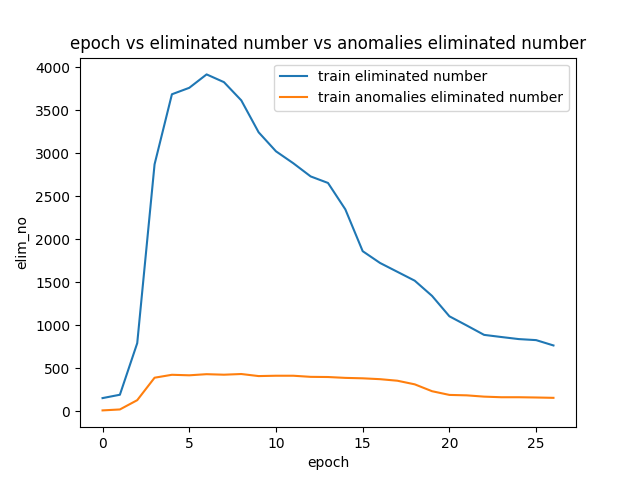 epoch vs eliminated number vs anomalies eliminated number
train eliminated number
train anomalies eliminated number
elim_no
4000
3500
3000
2500
2000
1500
1000
500
0
0 5 10 15 20 25
epoch